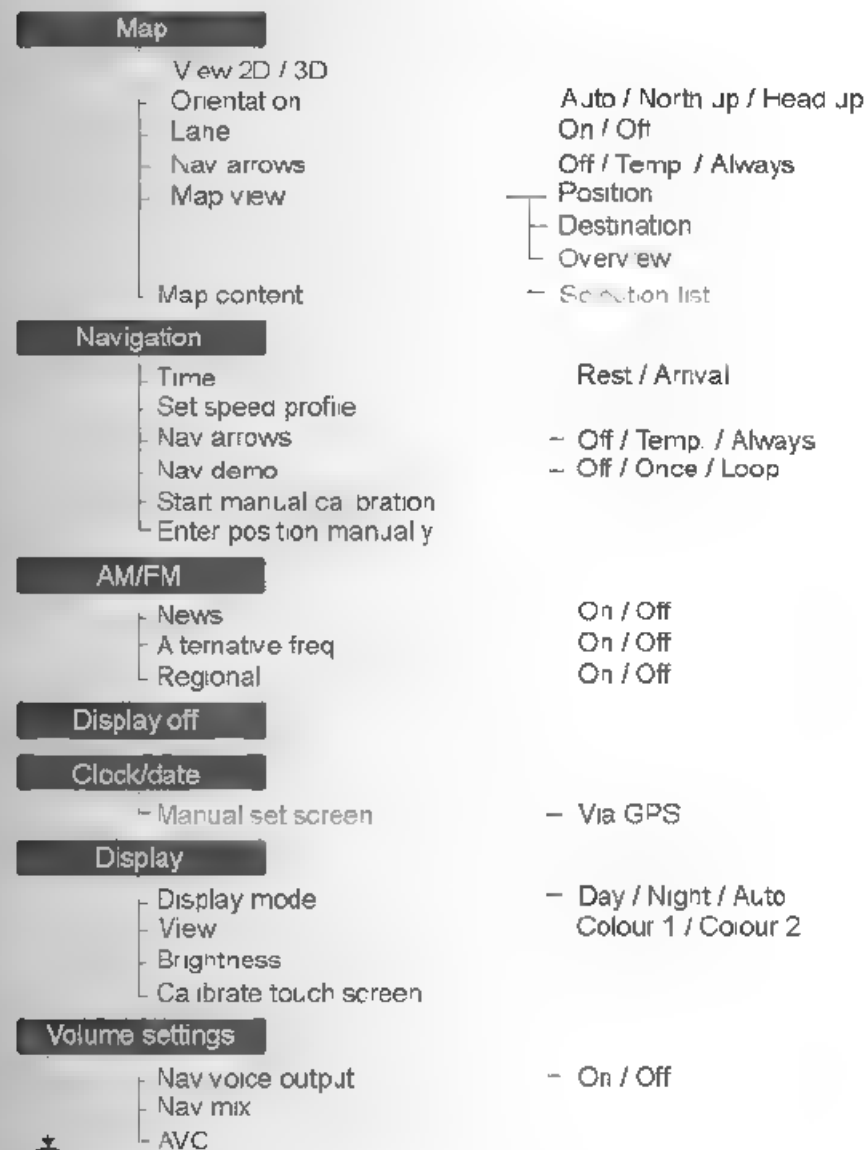 Map
View 2D / 3D
Orientation Auto / North up / Head up
Lane On / Off
Nav arrows Off / Temp / Always
Map view Position
Destination
Overview
Map content Selection list
Navigation
Time Rest / Arrival
Set speed profile
Nav arrows Off / Temp. / Always
Nav demo Off / Once / Loop
Start manual calibration
Enter position manually
AM/FM
News On / Off
Alternative freq On / Off
Regional On / Off
Display off
Clock/date
Manual set screen Via GPS
Display
Display mode Day / Night / Auto
View Colour 1 / Colour 2
Brightness
Calibrate touch screen
Volume settings
Nav voice output On / Off
Nav mix
AVC